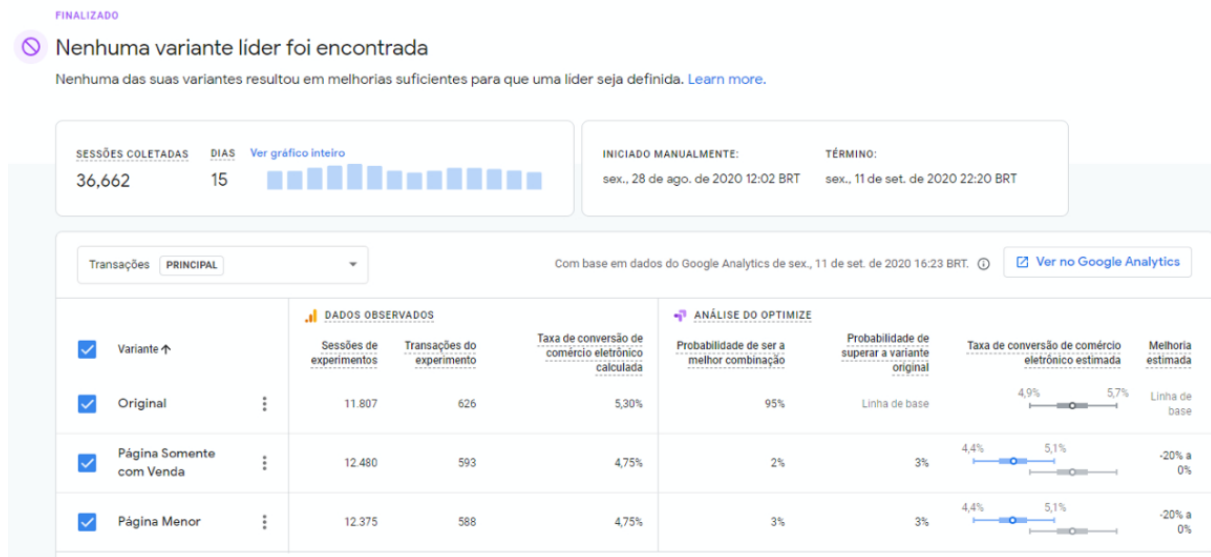 FINALIZADO
Nenhuma variante líder foi encontrada
Nenhuma das suas variantes resultou em melhorias suficientes para que uma líder seja definida. Learn more.
SESSÕES COLETADAS
36,662
DIAS
15
Ver gráfico inteiro
INICIADO MANUALMENTE:
sex., 28 de ago. de 2020 12:02 BRT
TÉRMINO:
sex., 11 de set. de 2020 22:20 BRT
Transações PRINCIPAL
Com base em dados do Google Analytics de sex., 11 de set. de 2020 16:23 BRT.
Ver no Google Analytics
DADOS OBSERVADOS
ANÁLISE DO OPTIMIZE
Variante
Sessões de
experimentos
Transações do
experimento
Taxa de conversão de
comércio eletrônico
calculada
Probabilidade de ser a
melhor combinação
Probabilidade de
superar a variante
original
Taxa de conversão de comércio
eletrônico estimada
Melhoria
estimada
Original
11.807
626
5,30%
95%
Linha de base
4,9% 5,7%
Linha de
base
Página Somente
com Venda
12.480
593
4,75%
2%
3%
4,4% 5,1%
-20% a
0%
Página Menor
12.375
588
4,75%
3%
3%
4,4% 5,1%
-20% a
0%